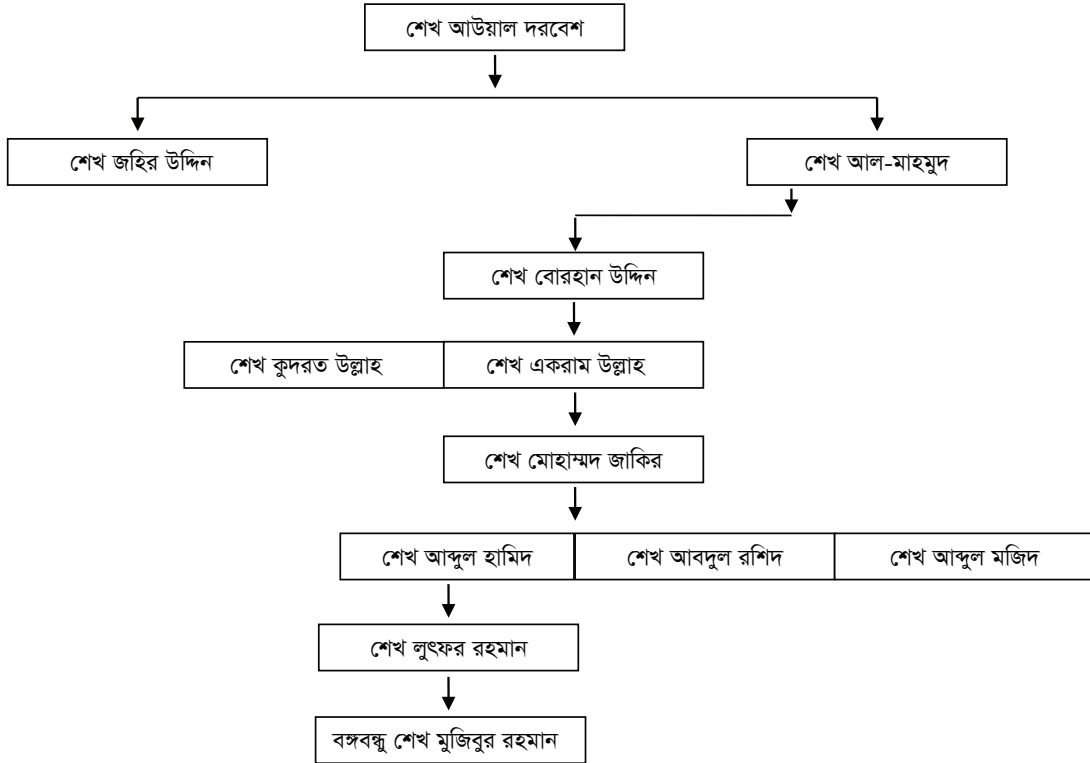 শেখ আউয়াল দরবেশ
শেখ জহির উদ্দিন
শেখ আল-মাহমুদ
শেখ বোরহান উদ্দিন
শেখ কুদরত উল্লাহ
শেখ একরাম উল্লাহ
শেখ মোহাম্মদ জাকির
শেখ আব্দুল হামিদ
শেখ আবদুল রশিদ
শেখ আব্দুল মজিদ
শেখ লুৎফর রহমান
বঙ্গবন্ধু শেখ মুজিবুর রহমান